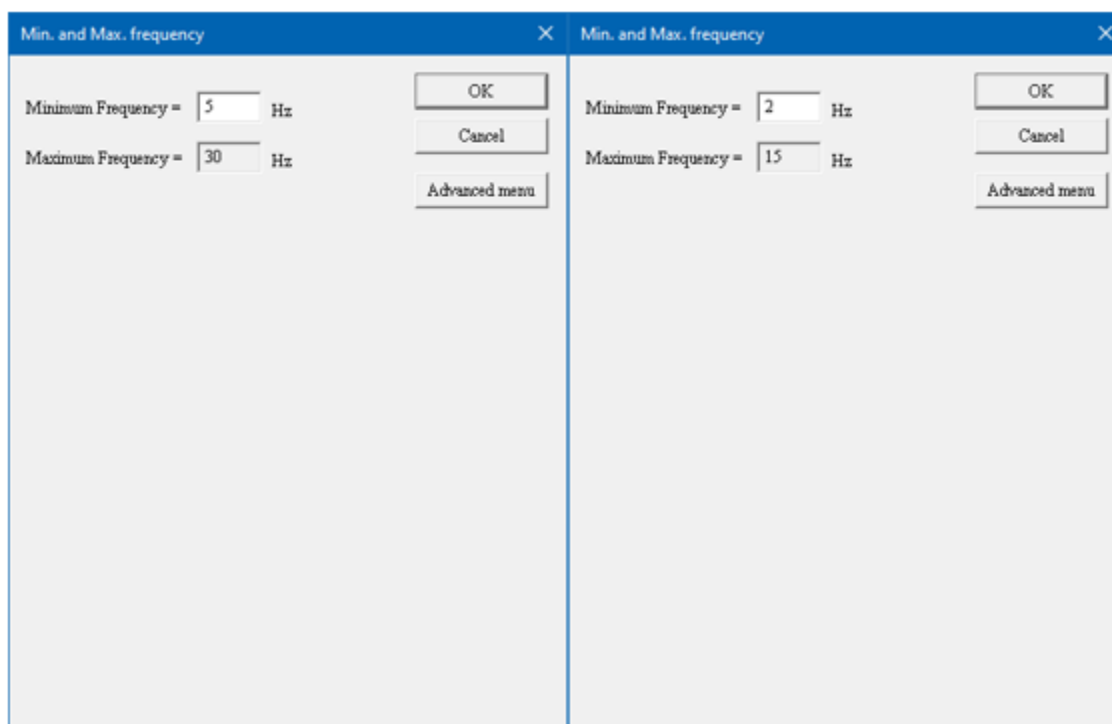 Min. and Max. frequency
Minimum Frequency = 5 Hz
Maximum Frequency = 30 Hz
OK
Cancel
Advanced menu
Min. and Max. frequency
Minimum Frequency = 2 Hz
Maximum Frequency = 15 Hz
OK
Cancel
Advanced menu